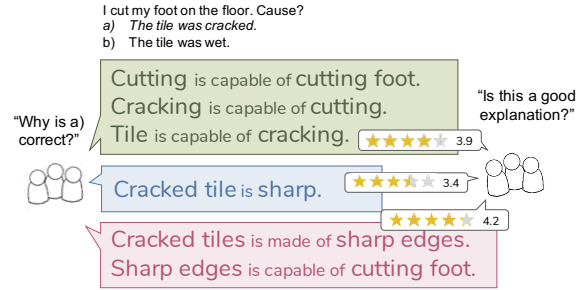 I cut my foot on the floor. Cause?
a) The tile was cracked.
b) The tile was wet.
Cutting is capable of cutting foot.
Cracking is capable of cutting.
Tile is capable of cracking.
3.9
"Why is a)
correct?"
"Is this a good
explanation?"
Cracked tile is sharp.
3.4
4.2
Cracked tiles is made of sharp edges.
Sharp edges is capable of cutting foot.